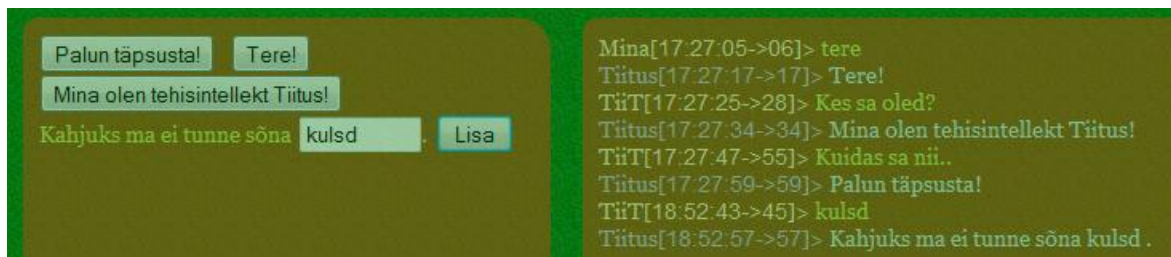 Palun täpsusta! Tere!
Mina olen tehisintellekt Tiitus!
Kahjuks ma ei tunne sõna kulsd . Lisa
Mina[17:27:05->06]> tere
Tiitus[17:27:17->17]> Tere!
TiiT[17:27:25->28]> Kes sa oled?
Tiitus[17:27:34->34]> Mina olen tehisintellekt Tiitus!
TiiT[17:27:47->55]> Kuidas sa nii..
Tiitus[17:27:59->59]> Palun täpsusta!
TiiT[18:52:43->45]> kulsd
Tiitus[18:52:57->57]> Kahjuks ma ei tunne sõna kulsd .